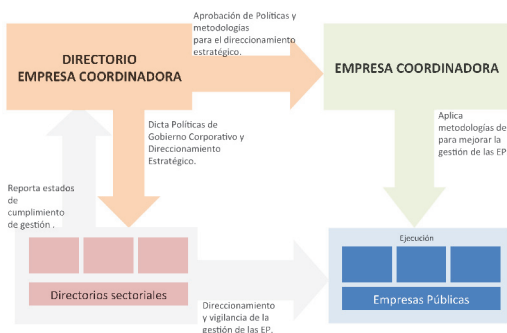 Aprobación de Políticas y
metodologías
para el direccionamiento
estratégico.
DIRECTORIO
EMPRESA COORDINADORA
EMPRESA COORDINADORA
Dicta Políticas de
Gobierno Corporativo y
Direccionamiento
Estratégico.
Aplica
metodologías de
para mejorar la
gestión de las EP
Reporta estados
de
cumplimiento
de gestión .
Directorios sectoriales
Direccionamiento
y vigilancia de la
gestión de las EP.
Ejecución
Empresas Públicas